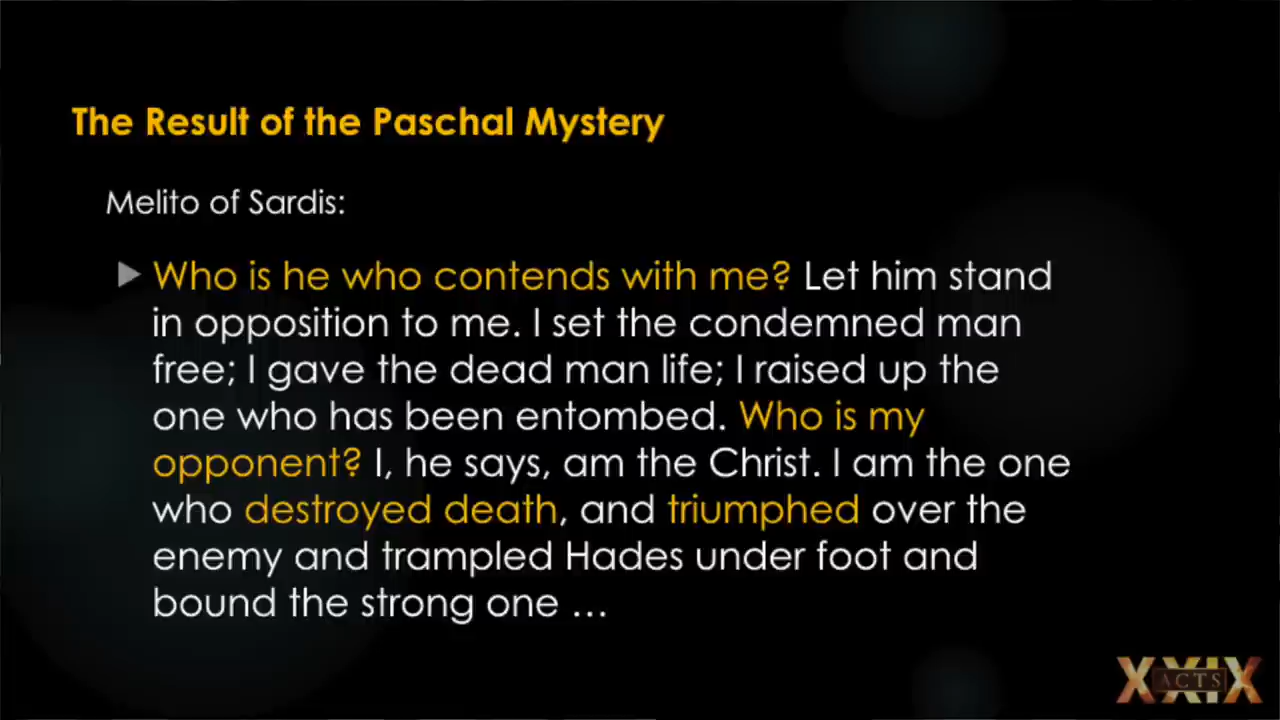 The Result of the Paschal Mystery
Melito of Sardis:
Who is he who contends with me? Let him stand
in opposition to me. I set the condemned man
free; I gave the dead man life; I raised up the
one who has been entombed. Who is my
opponent? I, he says, am the Christ. I am the one
who destroyed death, and triumphed over the
enemy and trampled Hades under foot and
bound the strong one …
XXIX
ACTS